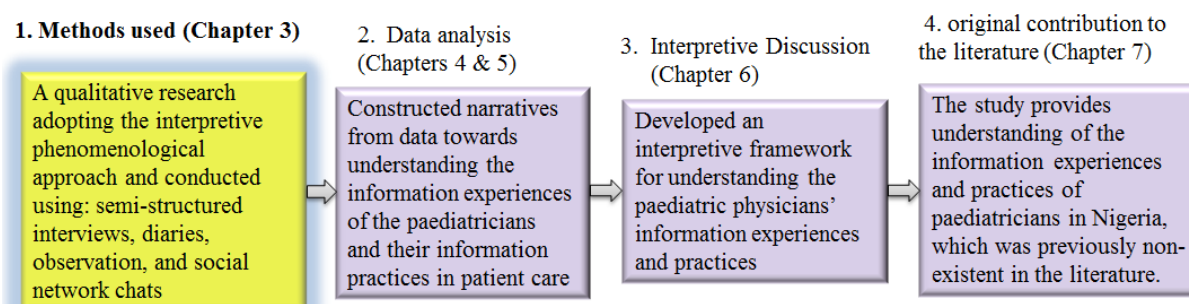 1. Methods used (Chapter 3)
A qualitative research
adopting the interpretive
phenomenological
approach and conducted
using: semi-structured
interviews, diaries,
observation, and social
network chats
2. Data analysis
(Chapters 4 & 5)
Constructed narratives
from data towards
understanding the
information experiences
of the paediatricians
and their information
practices in patient care
3. Interpretive Discussion
(Chapter 6)
Developed an
interpretive framework
for understanding the
paediatric physicians’
information experiences
and practices
4. original contribution to
the literature (Chapter 7)
The study provides
understanding of the
information experiences
and practices of
paediatricians in Nigeria,
which was previously non-
existent in the literature.